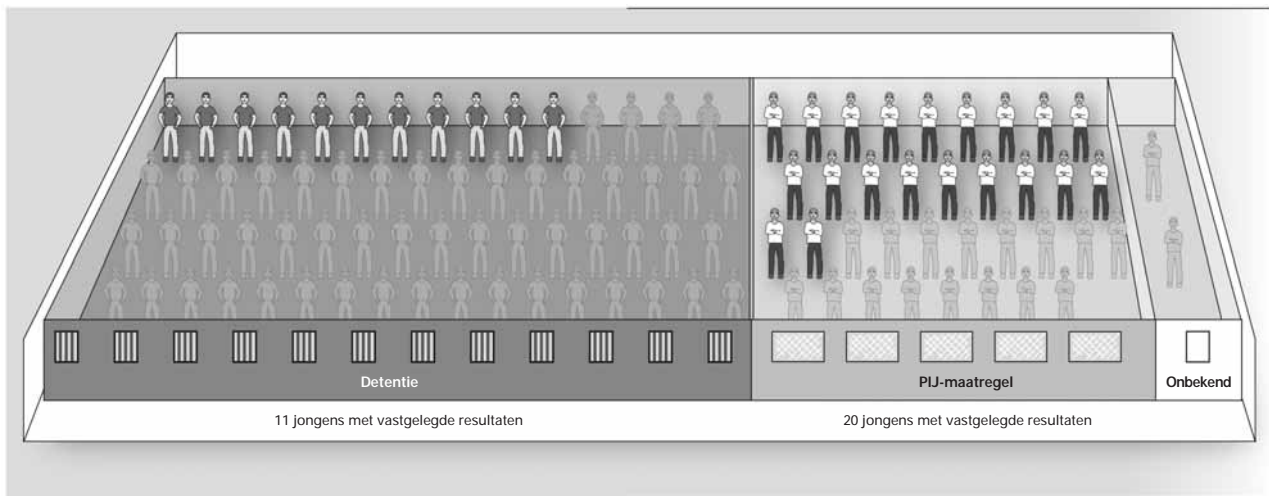 Detentie
PIJ-maatregel
Onbekend
11 jongens met vastgelegde resultaten
20 jongens met vastgelegde resultaten